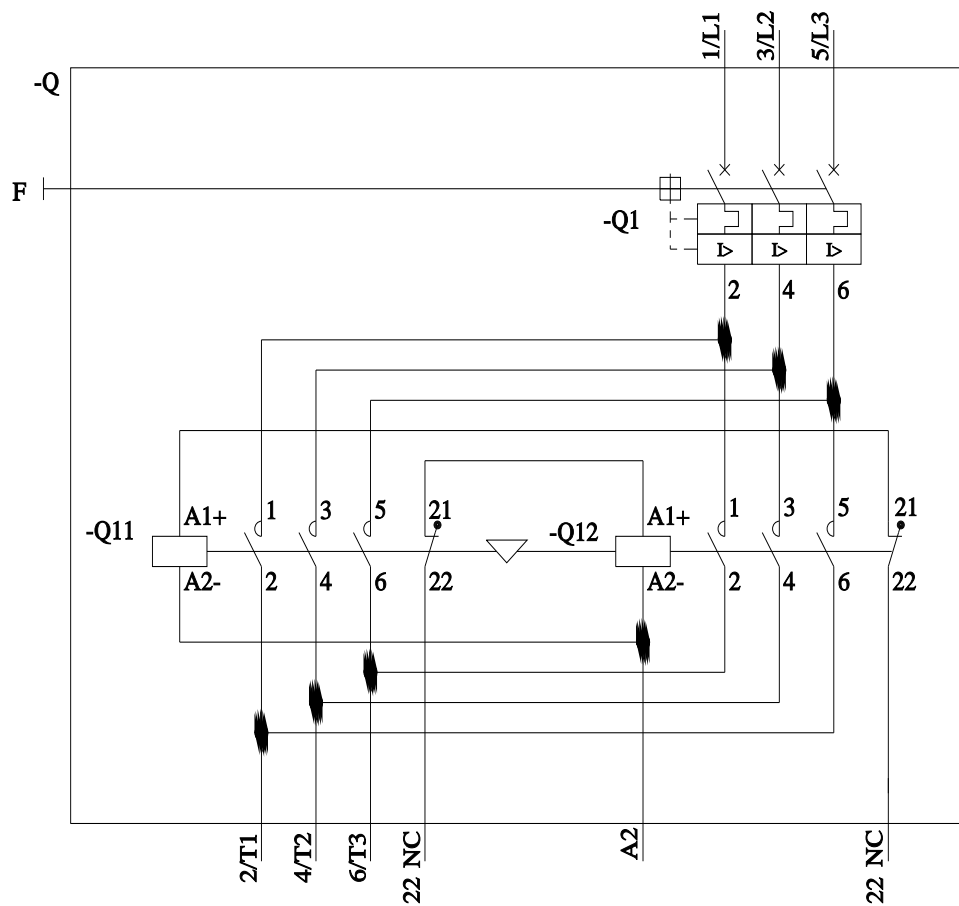 1/L1 3/L2 5/L3
-Q
F
-Q1
I> I> I>
2 4 6
1 3 5 21 1 3 5 21
A1+ A1+
-Q11 -Q12
A2- 2 4 6 22 A2- 2 4 6 22
2/T1 4/T2 6/T3 22 NC A2 22 NC